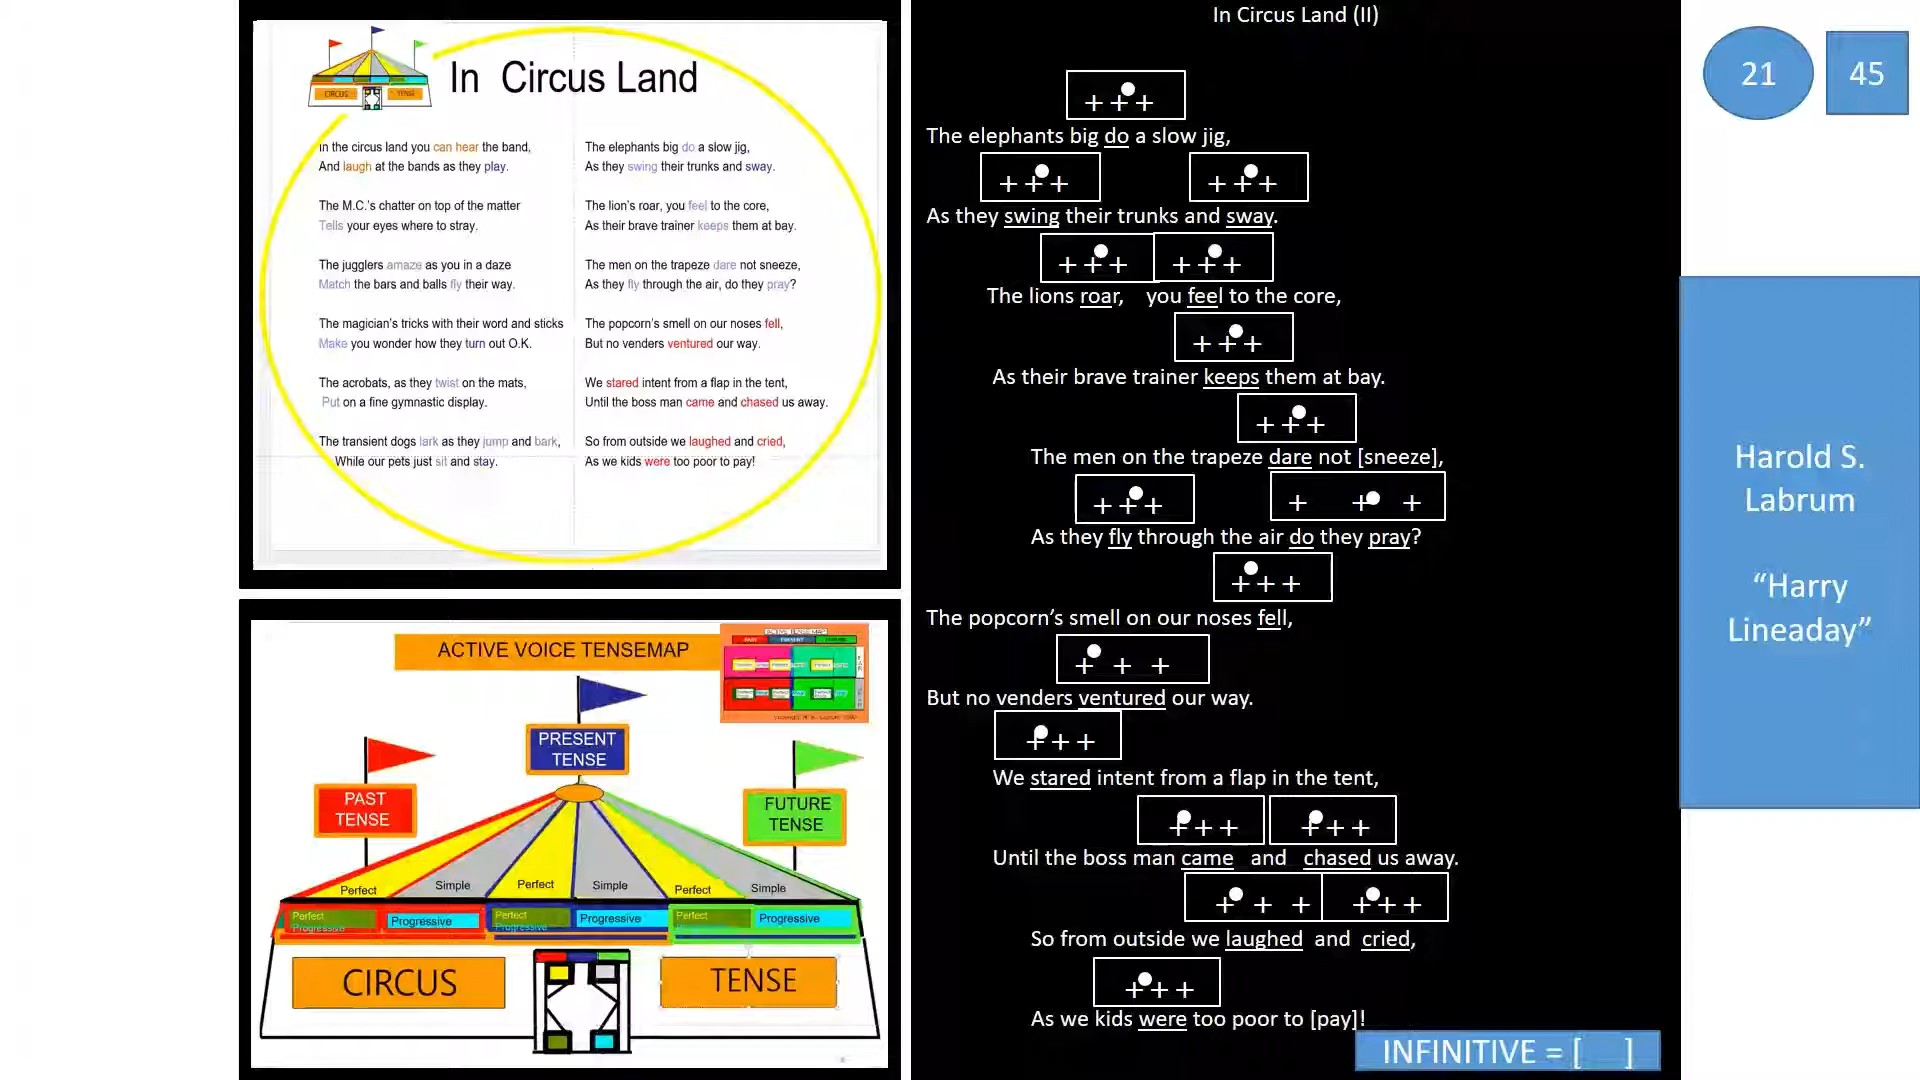 CIRCUS
TENSE
In Circus Land
In the circus land you can hear the band,
And laugh at the bands as they play.
The M.C.'s chatter on top of the matter
Tells your eyes where to stray.
The jugglers amaze as you in a daze
Match the bars and balls fly their way.
The magician's tricks with their word and sticks
Make you wonder how they turn out O.K.
The acrobats, as they twist on the mats,
Put on a fine gymnastic display.
The transient dogs lark as they jump and bark,
While our pets just sit and stay.
The elephants big do a slow jig,
As they swing their trunks and sway.
The lion's roar, you feel to the core,
As their brave trainer keeps them at bay.
The men on the trapeze dare not sneeze,
As they fly through the air, do they pray?
The popcorn's smell on our noses fell,
But no venders ventured our way.
We stared intent from a flap in the tent,
Until the boss man came and chased us away.
So from outside we laughed and cried,
As we kids were too poor to pay!
ACTIVE VOICE TENSEMAP
ACTIVE TENSE MAP
PAST
PRESENT
PRESENT
TENSE
PAST
TENSE
FUTURE
TENSE
Perfect
Simple
Perfect
Simple
Perfect
Simple
Perfect
Progressive
Progressive
Perfect
Progressive
Progressive
Perfect
Progressive
CIRCUS
TENSE
In Circus Land (II)
+ + +
The elephants big do a slow jig,
+ + + + + +
As they swing their trunks and sway.
+ + + + + +
The lions roar, you feel to the core,
+ + +
As their brave trainer keeps them at bay.
+ + +
The men on the trapeze dare not [sneeze],
+ + + + + +
As they fly through the air do they pray?
+ + +
The popcorn's smell on our noses fell,
+ + +
But no venders ventured our way.
+ + +
We stared intent from a flap in the tent,
+ + + + + +
Until the boss man came and chased us away.
+ + + + + +
So from outside we laughed and cried,
+ + +
As we kids were too poor to [pay]!
INFINITIVE = [ ]
21
45
Harold S.
Labrum
“Harry
Lineaday”